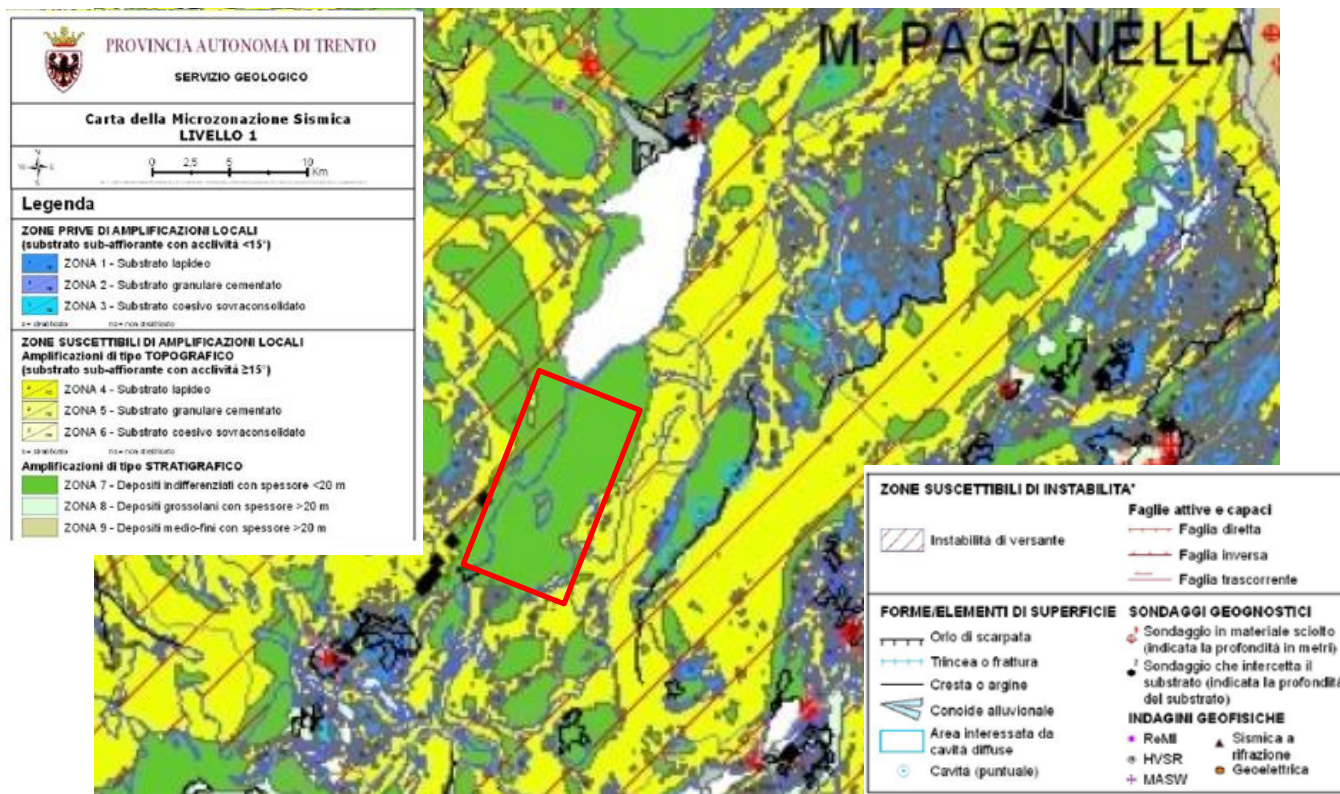 M. PAGANELLA
PROVINCIA AUTONOMA DI TRENTO
SERVIZIO GEOLOGICO
Carta della Microzonazione Sismica
LIVELLO 1
N
S
0 2,5 5 10
Km
Legenda
ZONE PRIVE DI AMPLIFICAZIONI LOCALI
(substrato sub-affiorante con acclività <15°)
ZONA 1 - Substrato lapideo
ZONA 2 - Substrato granulare cementato
ZONA 3 - Substrato coesivo sovraconsolidato
s= stratificato ns= non stratificato
ZONE SUSCETTIBILI DI AMPLIFICAZIONI LOCALI
Amplificazioni di tipo TOPOGRAFICO
(substrato sub-affiorante con acclività ≥15°)
ZONA 4 - Substrato lapideo
ZONA 5 - Substrato granulare cementato
ZONA 6 - Substrato coesivo sovraconsolidato
s= stratificato ns= non stratificato
Amplificazioni di tipo STRATIGRAFICO
ZONA 7 - Depositi indifferenziati con spessore <20 m
ZONA 8 - Depositi grossolani con spessore >20 m
ZONA 9 - Depositi medio-fini con spessore >20 m
ZONE SUSCETTIBILI DI INSTABILITA'
Instabilità di versante
Faglie attive e capaci
Faglia diretta
Faglia inversa
Faglia trascorrente
FORME/ELEMENTI DI SUPERFICIE
Orlo di scarpata
Trincea o frattura
Cresta o argine
Conoide alluvionale
Area interessata da
cavità diffuse
Cavità (puntuale)
SONDAGGI GEOGNOSTICI
Sondaggio in materiale sciolto
(indicata la profondità in metri)
Sondaggio che intercetta il
substrato (indicata la profondità
del substrato)
INDAGINI GEOFISICHE
ReMI
HVSR
MASW
Sismica a
rifrazione
Geoelettrica